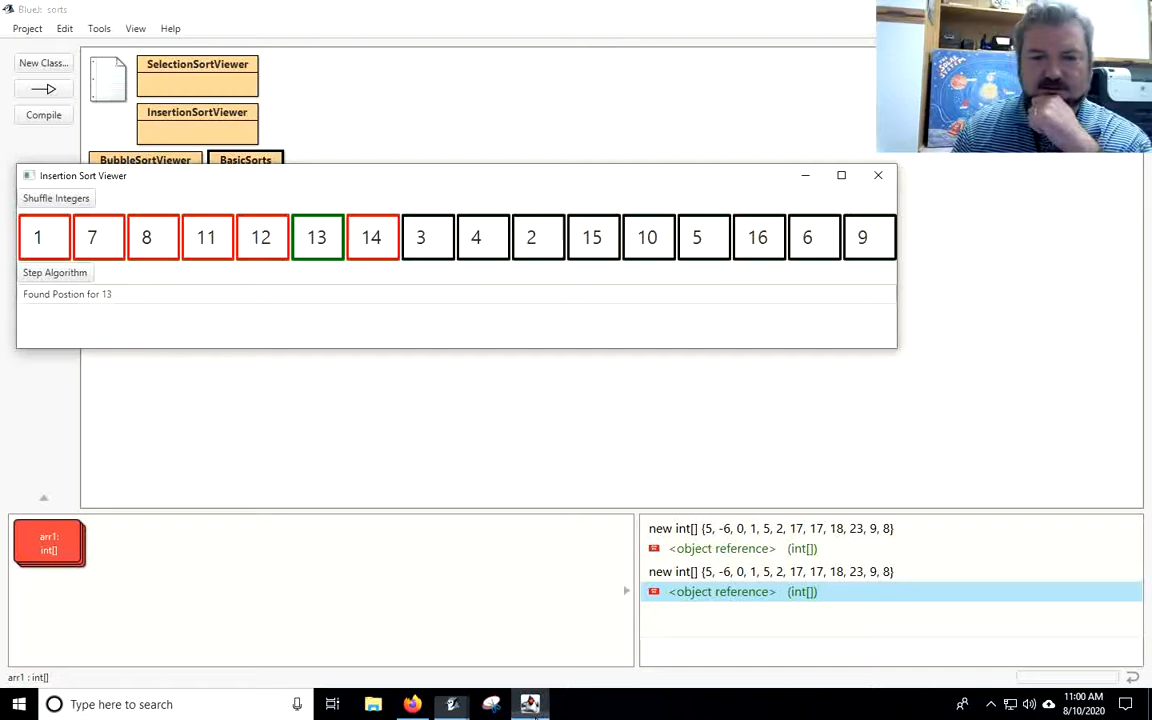 BlueJ: sorts
Project Edit Tools View Help
New Class...
Compile
SelectionSortViewer
InsertionSortViewer
BubbleSortViewer BasicSorts
Insertion Sort Viewer
Shuffle Integers
1 7 8 11 12 13 14 3 4 2 15 10 5 16 6 9
Step Algorithm
Found Postion for 13
arr1:
int[]
new int[] {5, -6, 0, 1, 5, 2, 17, 17, 18, 23, 9, 8}
<object reference> (int[])
new int[] {5, -6, 0, 1, 5, 2, 17, 17, 18, 23, 9, 8}
<object reference> (int[])
arr1 : int[]
Type here to search
11:00 AM
8/10/2020